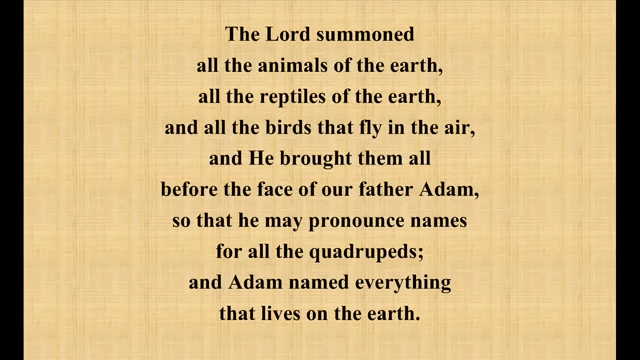 The Lord summoned
all the animals of the earth,
all the reptiles of the earth,
and all the birds that fly in the air,
and He brought them all
before the face of our father Adam,
so that he may pronounce names
for all the quadrupeds;
and Adam named everything
that lives on the earth.